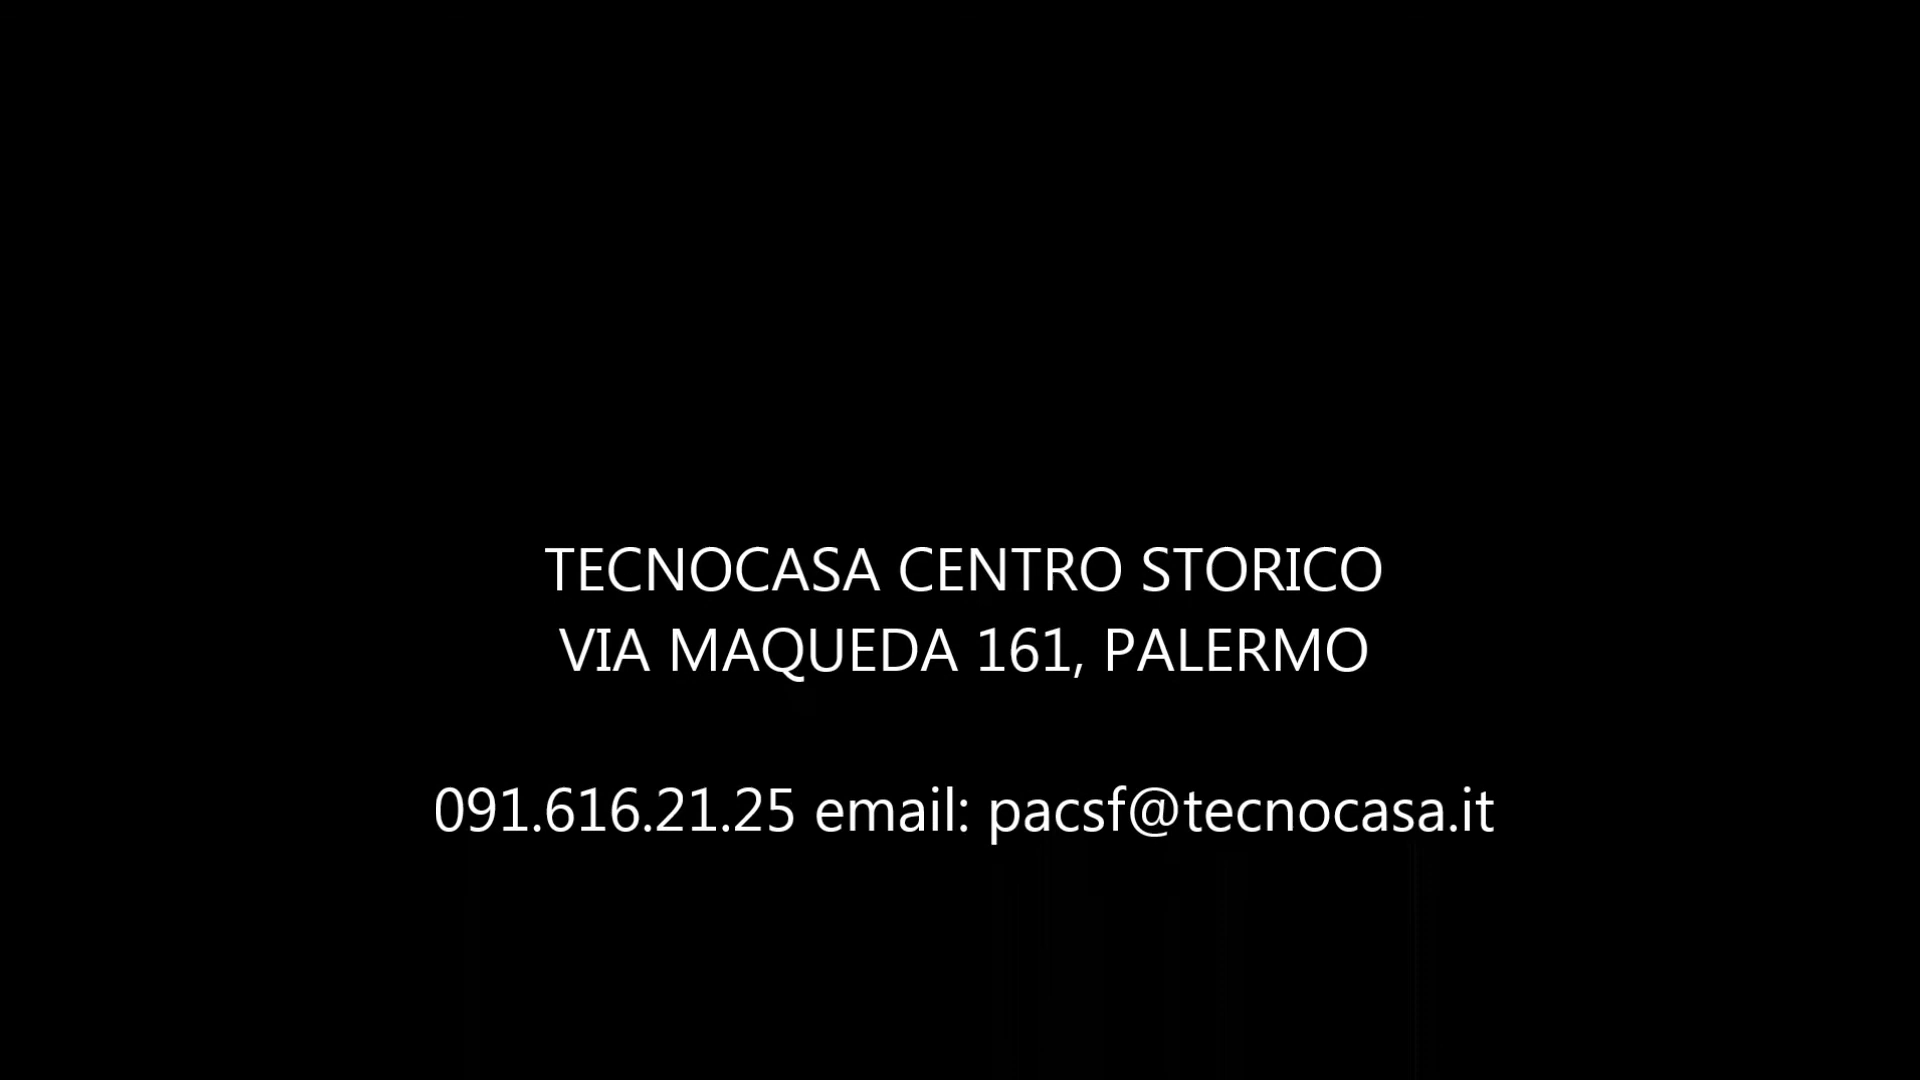 TECNOCASA CENTRO STORICO
VIA MAQUEDA 161, PALERMO
091.616.21.25 email: pacsf@tecnocasa.it